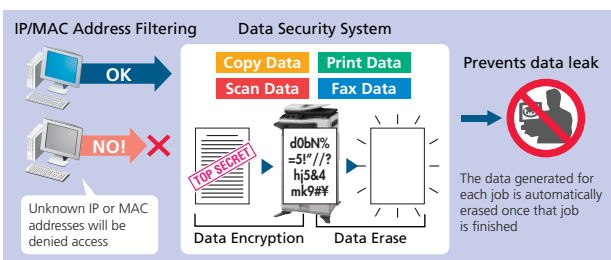 IP/MAC Address Filtering
OK
NO!
Unknown IP or MAC
addresses will be
denied access
Data Security System
Copy Data
Print Data
Scan Data
Fax Data
TOP SECRET
d0bN%
=5!"//?
hj5&4
mk9#¥
Data Encryption
Data Erase
Prevents data leak
The data generated for
each job is automatically
erased once that job
is finished